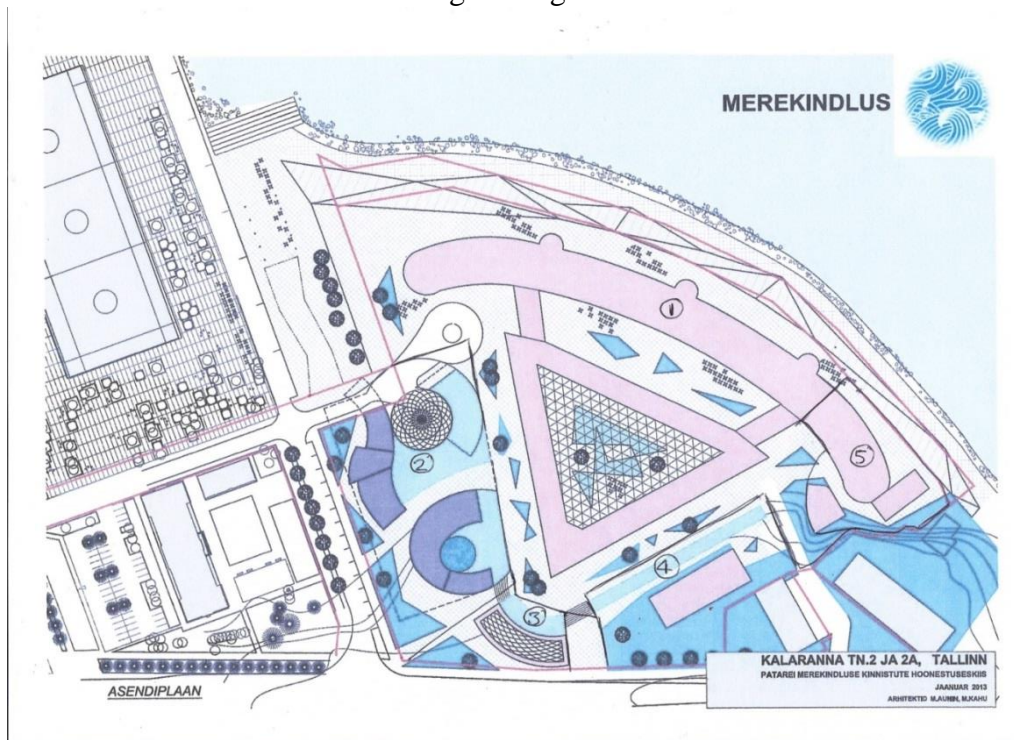 MEREKINDLUS
1
2
3
4
5
KALARANNA TN.2 JA 2A, TALLINN
PATAREI MEREKINDLUSE KINNISTUTE HOONESTUSESKIIS
JAANUAR 2013
ARHITEKTID M.AUNIN, M.KAHU
ASENDIPLAAN